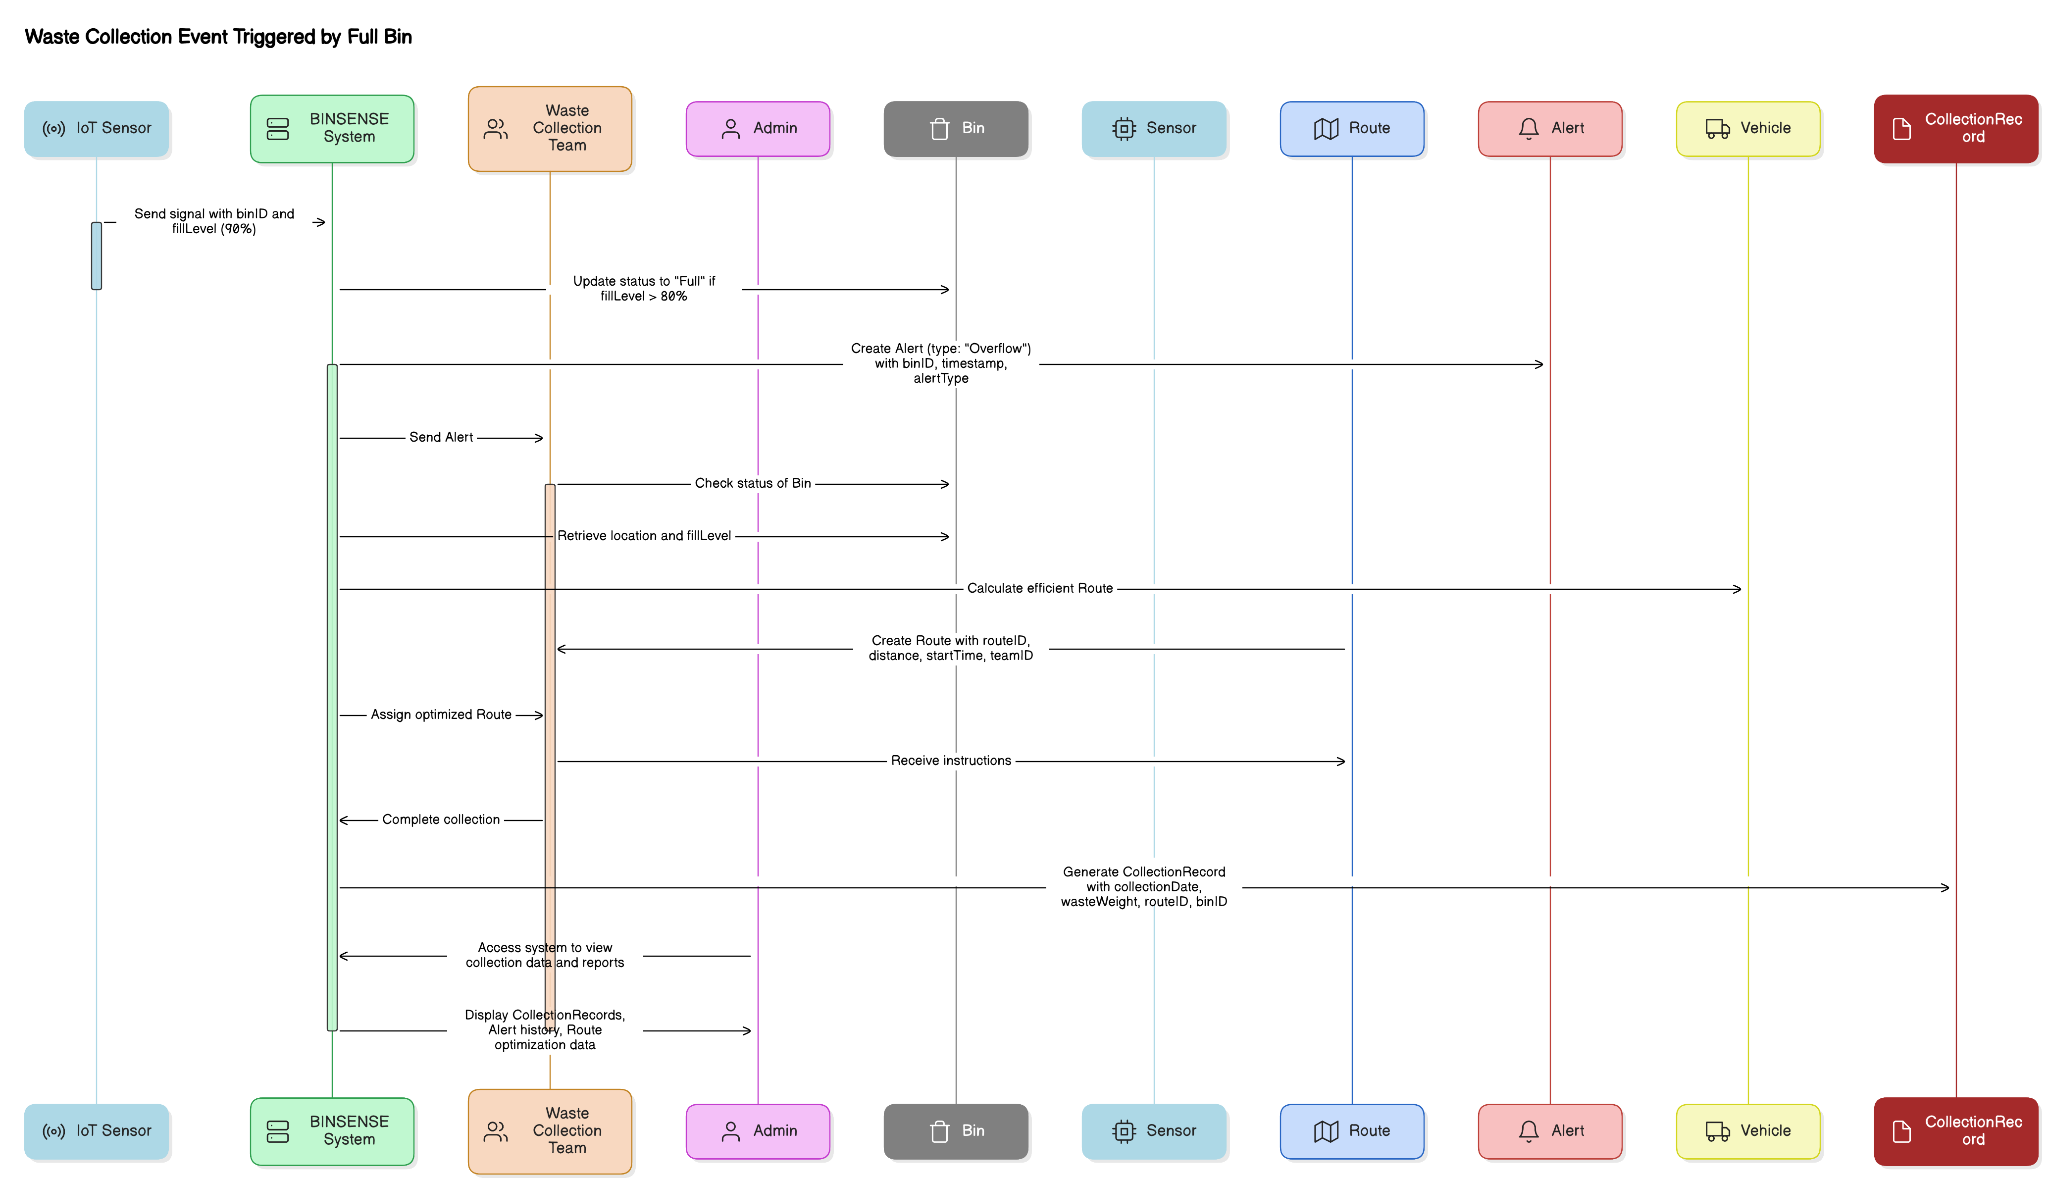 Waste Collection Event Triggered by Full Bin
IoT Sensor
BINSENSE
System
Waste
Collection
Team
Admin
Bin
Sensor
Route
Alert
Vehicle
CollectionRec
ord
Send signal with binID and
fillLevel (90%)
Update status to "Full" if
fillLevel > 80%
Create Alert (type: "Overflow")
with binID, timestamp,
alertType
Send Alert
Check status of Bin
Retrieve location and fillLevel
Calculate efficient Route
Create Route with routeID,
distance, startTime, teamID
Assign optimized Route
Receive instructions
Complete collection
Generate CollectionRecord
with collectionDate,
wasteWeight, routeID, binID
Access system to view
collection data and reports
Display CollectionRecords,
Alert history, Route
optimization data
IoT Sensor
BINSENSE
System
Waste
Collection
Team
Admin
Bin
Sensor
Route
Alert
Vehicle
CollectionRec
ord